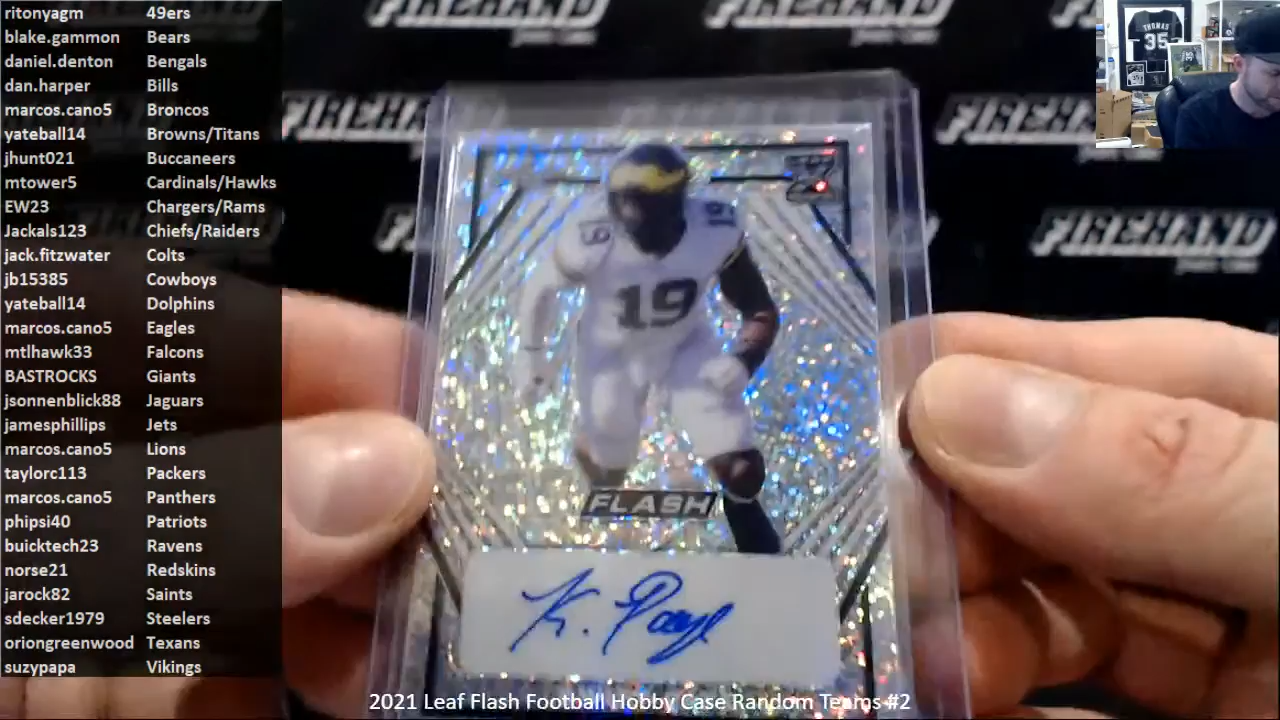 ritonyagm 49ers
blake.gammon Bears
daniel.denton Bengals
dan.harper Bills
marcos.cano5 Broncos
yateball14 Browns/Titans
jhunt021 Buccaneers
mtower5 Cardinals/Hawks
EW23 Chargers/Rams
Jackals123 Chiefs/Raiders
jack.fitzwater Colts
jb15385 Cowboys
yateball14 Dolphins
marcos.cano5 Eagles
mtlhawk33 Falcons
BASTROCKS Giants
jsonnenblick88 Jaguars
jamesphillips Jets
marcos.cano5 Lions
taylorc113 Packers
marcos.cano5 Panthers
phipsi40 Patriots
buicktech23 Ravens
norse21 Redskins
jarock82 Saints
sdecker1979 Steelers
oriongreenwood Texans
suzypapa Vikings
FIREHAND
FIREHAND
FIREHAND
FIREHAND
THOMAS
35
19
19
19
FLASH
K. Paye
2021 Leaf Flash Football Hobby Case Random Teams #2